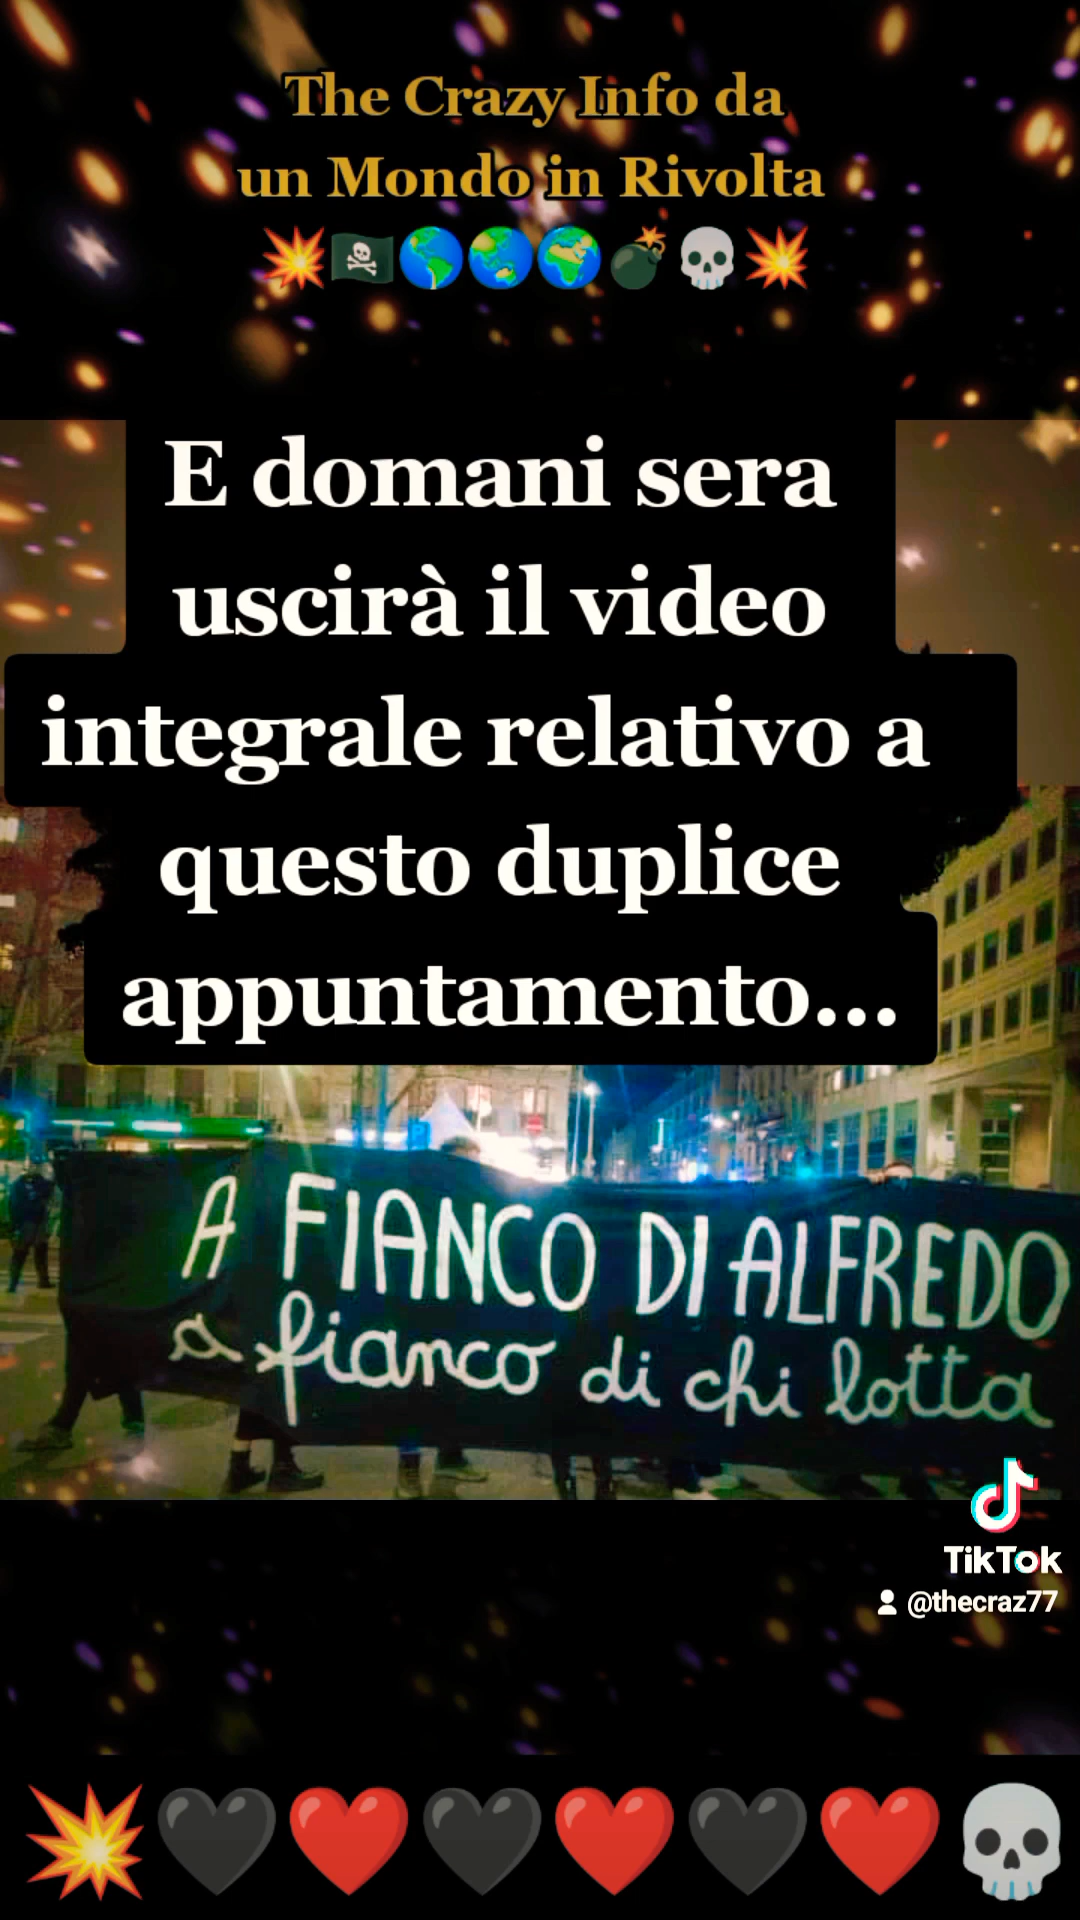 The Crazy Info da
un Mondo in Rivolta
💥🏴‍☠️🌎🌏🌍💣💀💥
E domani sera
uscirà il video
integrale relativo a
questo duplice
appuntamento...
A FIANCO DI ALFREDO
a fianco di chi lotta
TikTok
@thecraz77
💥🖤❤️🖤❤️🖤❤️💀